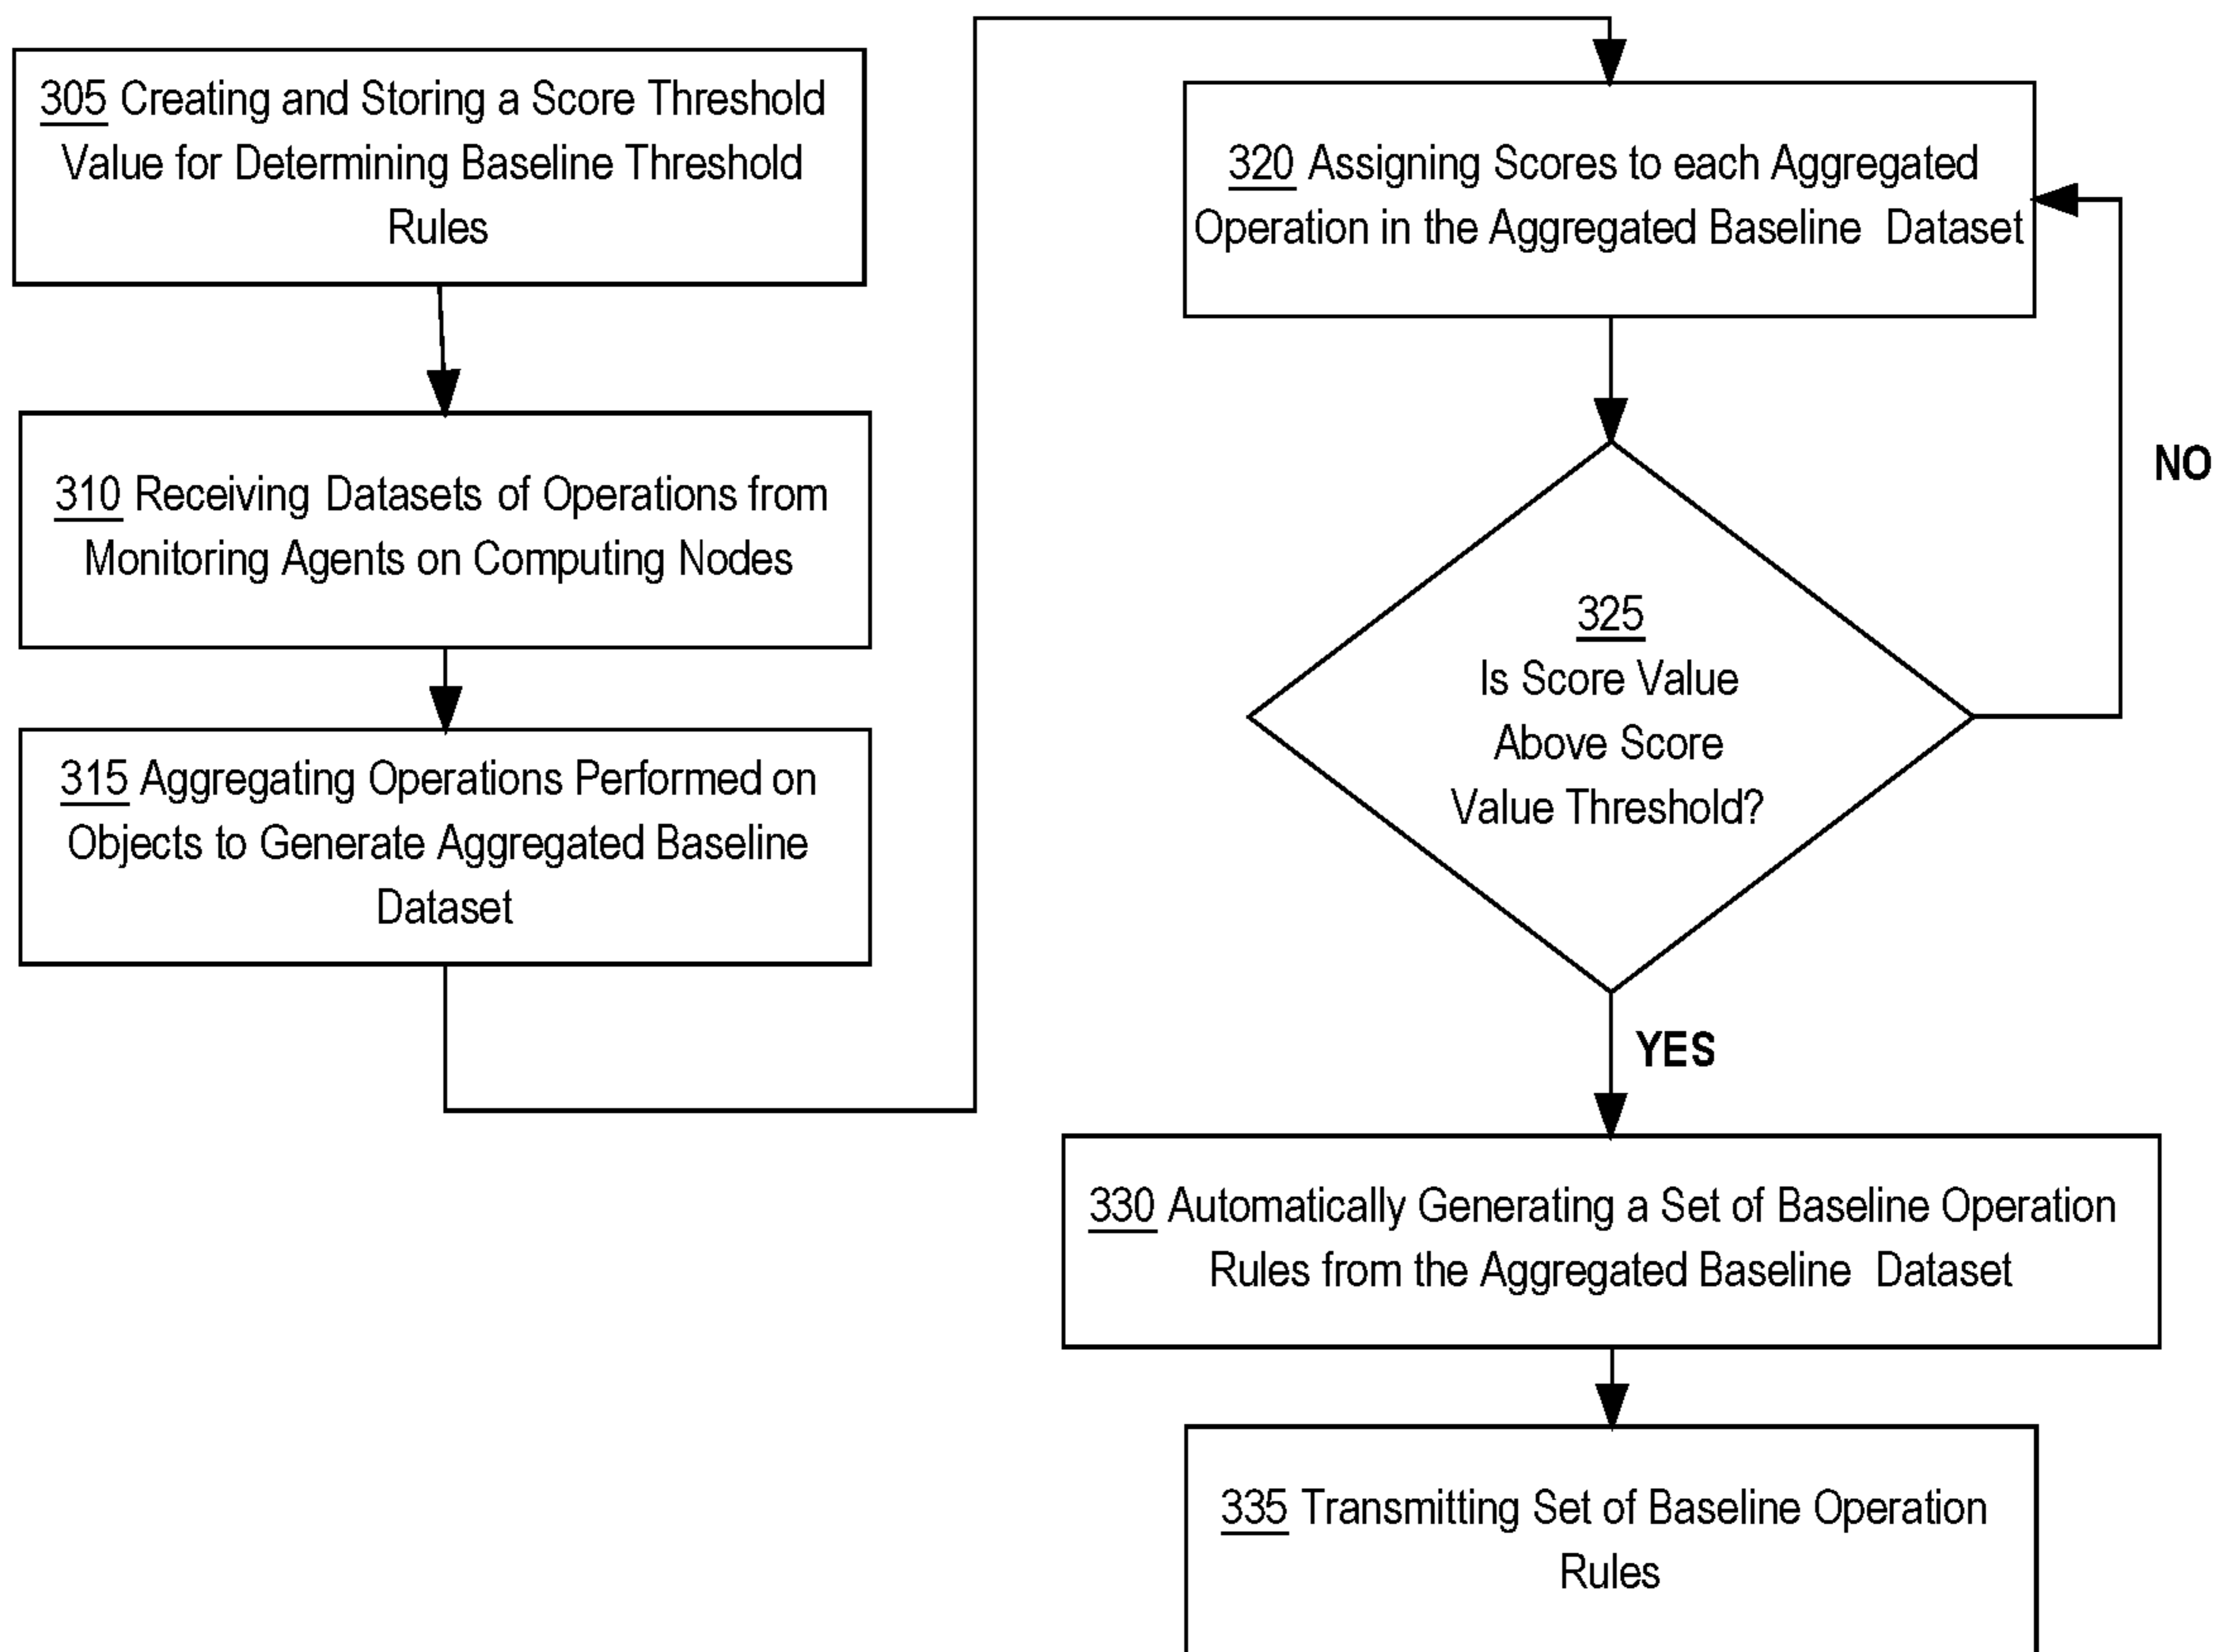 305 Creating and Storing a Score Threshold
Value for Determining Baseline Threshold
Rules
310 Receiving Datasets of Operations from
Monitoring Agents on Computing Nodes
315 Aggregating Operations Performed on
Objects to Generate Aggregated Baseline
Dataset
320 Assigning Scores to each Aggregated
Operation in the Aggregated Baseline Dataset
NO
325
Is Score Value
Above Score
Value Threshold?
YES
330 Automatically Generating a Set of Baseline Operation
Rules from the Aggregated Baseline Dataset
335 Transmitting Set of Baseline Operation
Rules